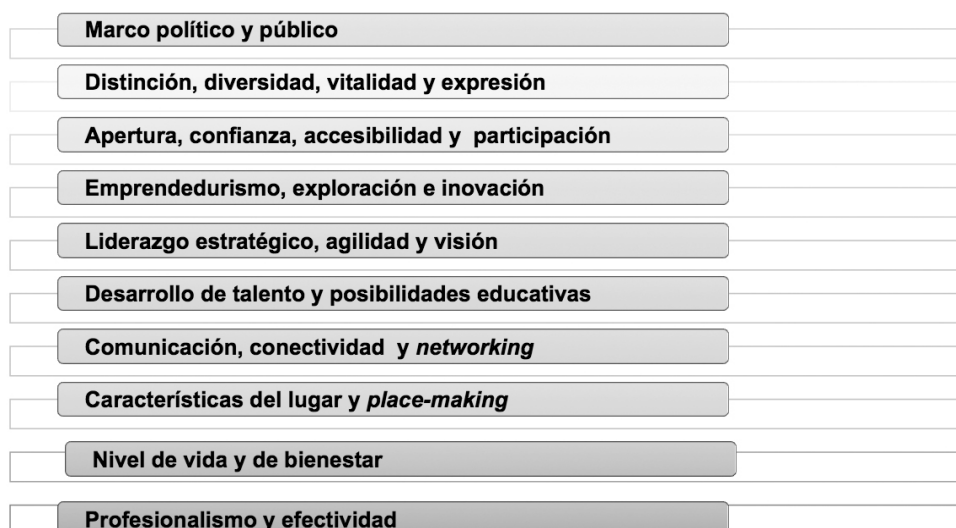 Marco político y público
Distinción, diversidad, vitalidad y expresión
Apertura, confianza, accesibilidad y participación
Emprendedurismo, exploración e inovación
Liderazgo estratégico, agilidad y visión
Desarrollo de talento y posibilidades educativas
Comunicación, conectividad y networking
Características del lugar y place-making
Nivel de vida y de bienestar
Profesionalismo y efectividad